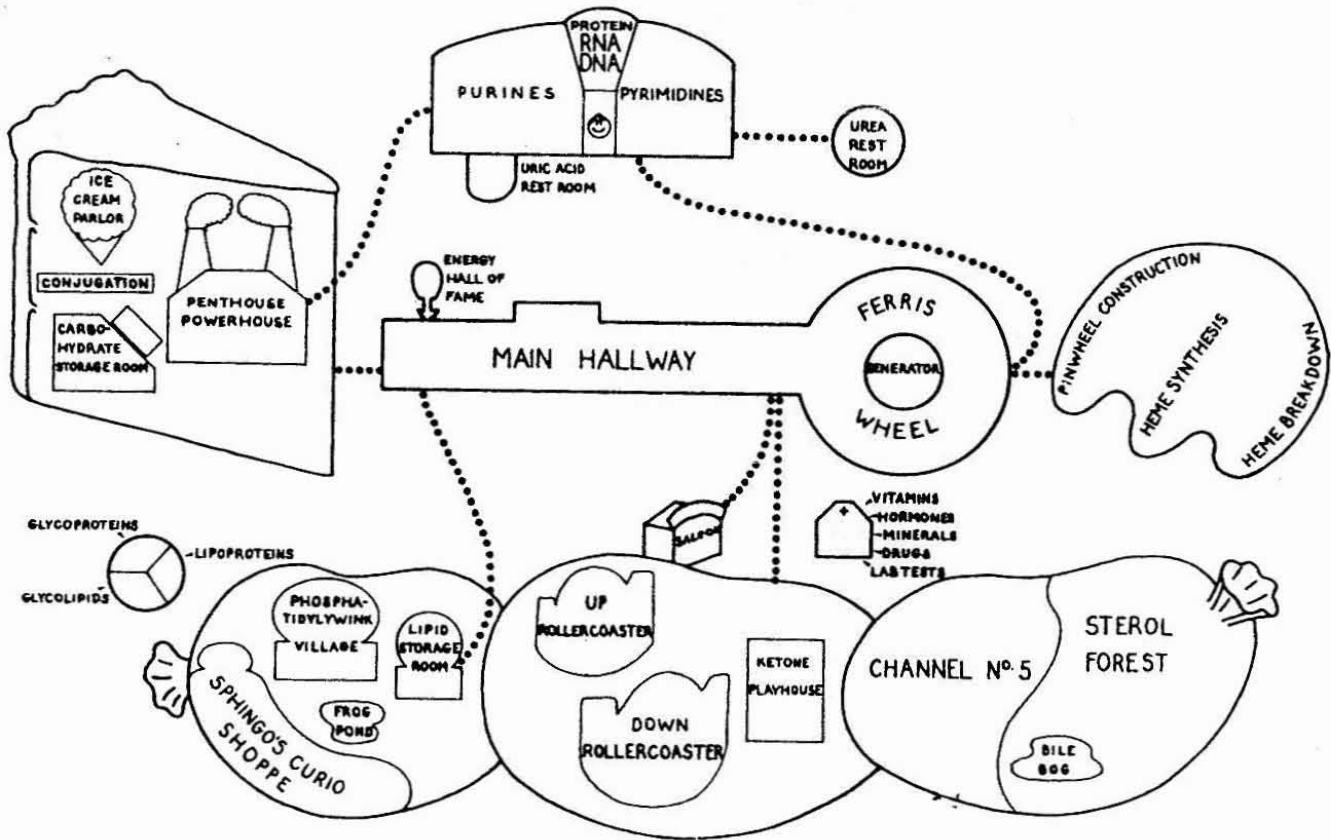 PROTEIN
RNA
DNA
PURINES
PYRIMIDINES
URIC ACID
REST ROOM
UREA
REST
ROOM
ICE
CREAM
PARLOR
CONJUGATION
CARBO-
HYDRATE
STORAGE ROOM
PENTHOUSE
POWERHOUSE
ENERGY
HALL OF
FAME
MAIN HALLWAY
FERRIS
GENERATOR
WHEEL
PINWHEEL CONSTRUCTION
HEME SYNTHESIS
HEME BREAKDOWN
GLYCOPROTEINS
LIPOPROTEINS
GLYCOLIPIDS
SALOON
VITAMINS
HORMONES
MINERALS
DRUGS
LAB TESTS
PHOSPHA-
TIDYLYWINK
VILLAGE
LIPID
STORAGE
ROOM
FROG
POND
SPHINGO'S CURIO
SHOPPE
UP
ROLLERCOASTER
DOWN
ROLLERCOASTER
KETONE
PLAYHOUSE
CHANNEL Nº. 5
STEROL
FOREST
BILE
BOG